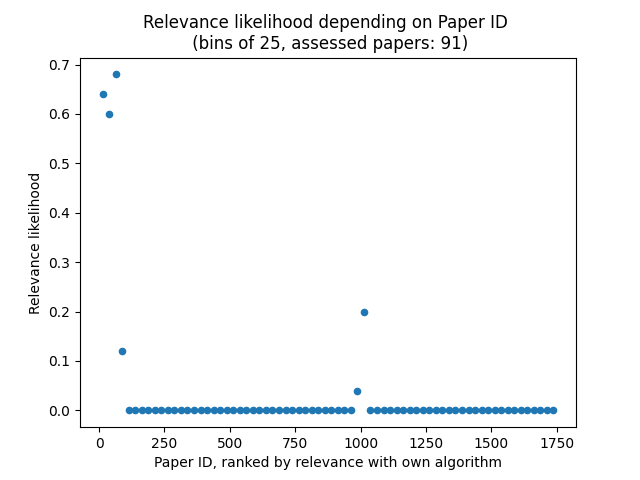 Relevance likelihood depending on Paper ID
(bins of 25, assessed papers: 91)
Relevance likelihood
0.7
0.6
0.5
0.4
0.3
0.2
0.1
0.0
0 250 500 750 1000 1250 1500 1750
Paper ID, ranked by relevance with own algorithm